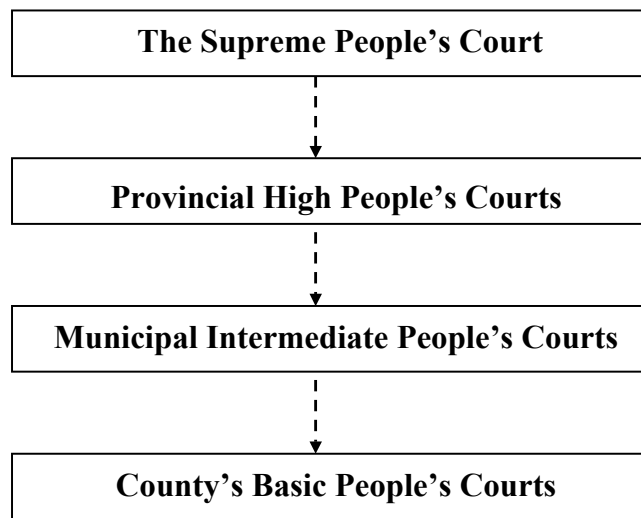 The Supreme People’s Court
Provincial High People’s Courts
Municipal Intermediate People’s Courts
County’s Basic People’s Courts